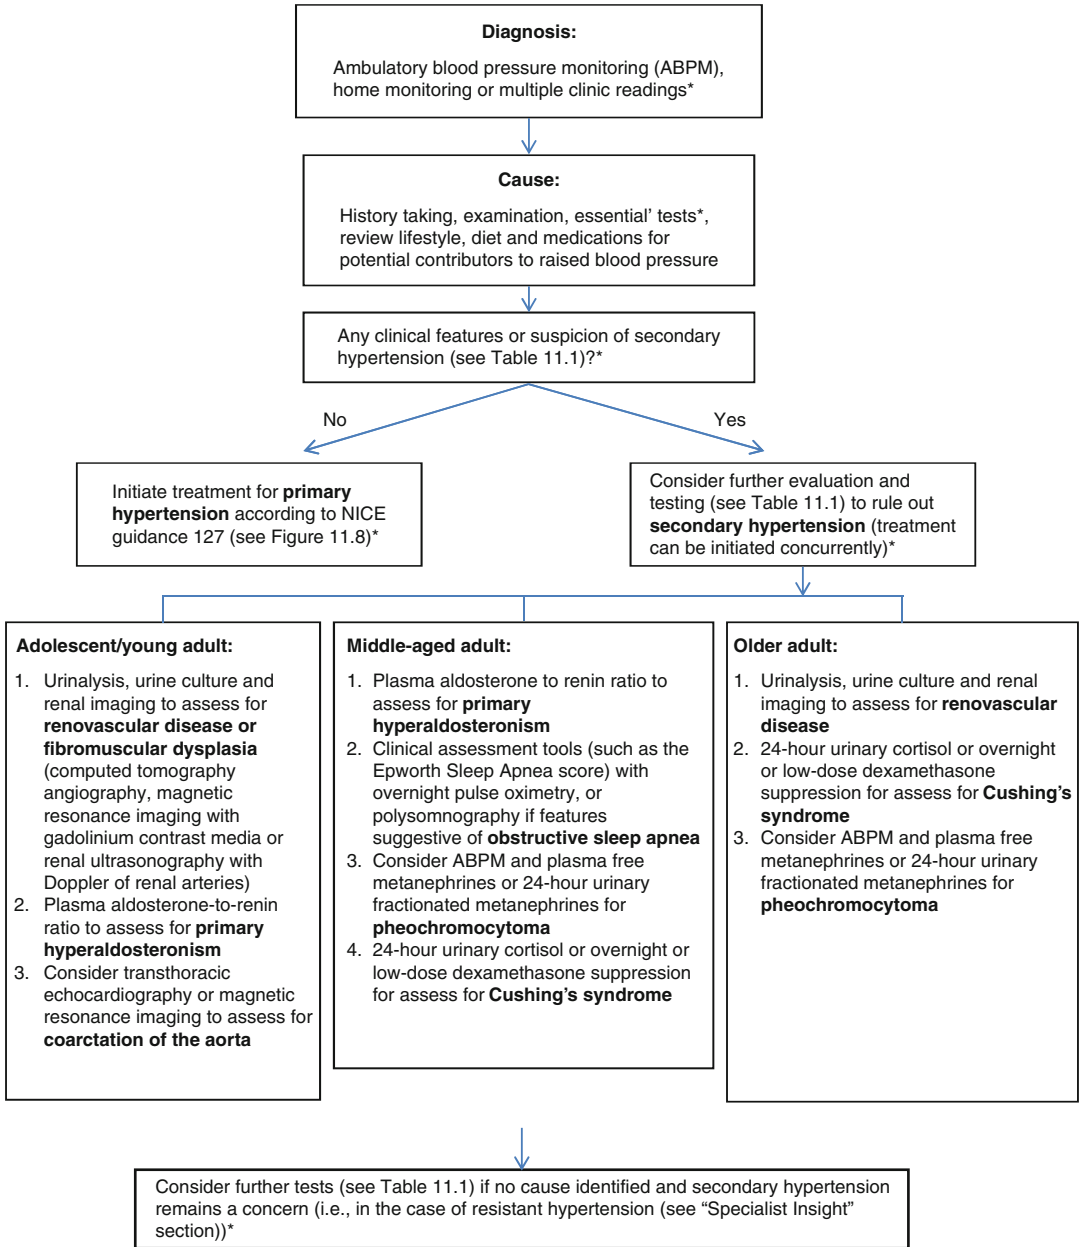 Diagnosis:
Ambulatory blood pressure monitoring (ABPM),
home monitoring or multiple clinic readings*
Cause:
History taking, examination, essential' tests*,
review lifestyle, diet and medications for
potential contributors to raised blood pressure
Any clinical features or suspicion of secondary
hypertension (see Table 11.1)?*
No
Yes
Initiate treatment for primary
hypertension according to NICE
guidance 127 (see Figure 11.8)*
Consider further evaluation and
testing (see Table 11.1) to rule out
secondary hypertension (treatment
can be initiated concurrently)*
Adolescent/young adult:
1. Urinalysis, urine culture and
renal imaging to assess for
renovascular disease or
fibromuscular dysplasia
(computed tomography
angiography, magnetic
resonance imaging with
gadolinium contrast media or
renal ultrasonography with
Doppler of renal arteries)
2. Plasma aldosterone-to-renin
ratio to assess for primary
hyperaldosteronism
3. Consider transthoracic
echocardiography or magnetic
resonance imaging to assess for
coarctation of the aorta
Middle-aged adult:
1. Plasma aldosterone to renin ratio to
assess for primary
hyperaldosteronism
2. Clinical assessment tools (such as the
Epworth Sleep Apnea score) with
overnight pulse oximetry, or
polysomnography if features
suggestive of obstructive sleep apnea
3. Consider ABPM and plasma free
metanephrines or 24-hour urinary
fractionated metanephrines for
pheochromocytoma
4. 24-hour urinary cortisol or overnight or
low-dose dexamethasone suppression
for assess for Cushing's syndrome
Older adult:
1. Urinalysis, urine culture and renal
imaging to assess for renovascular
disease
2. 24-hour urinary cortisol or overnight
or low-dose dexamethasone
suppression for assess for Cushing's
syndrome
3. Consider ABPM and plasma free
metanephrines or 24-hour urinary
fractionated metanephrines for
pheochromocytoma
Consider further tests (see Table 11.1) if no cause identified and secondary hypertension
remains a concern (i.e., in the case of resistant hypertension (see "Specialist Insight"
section))*